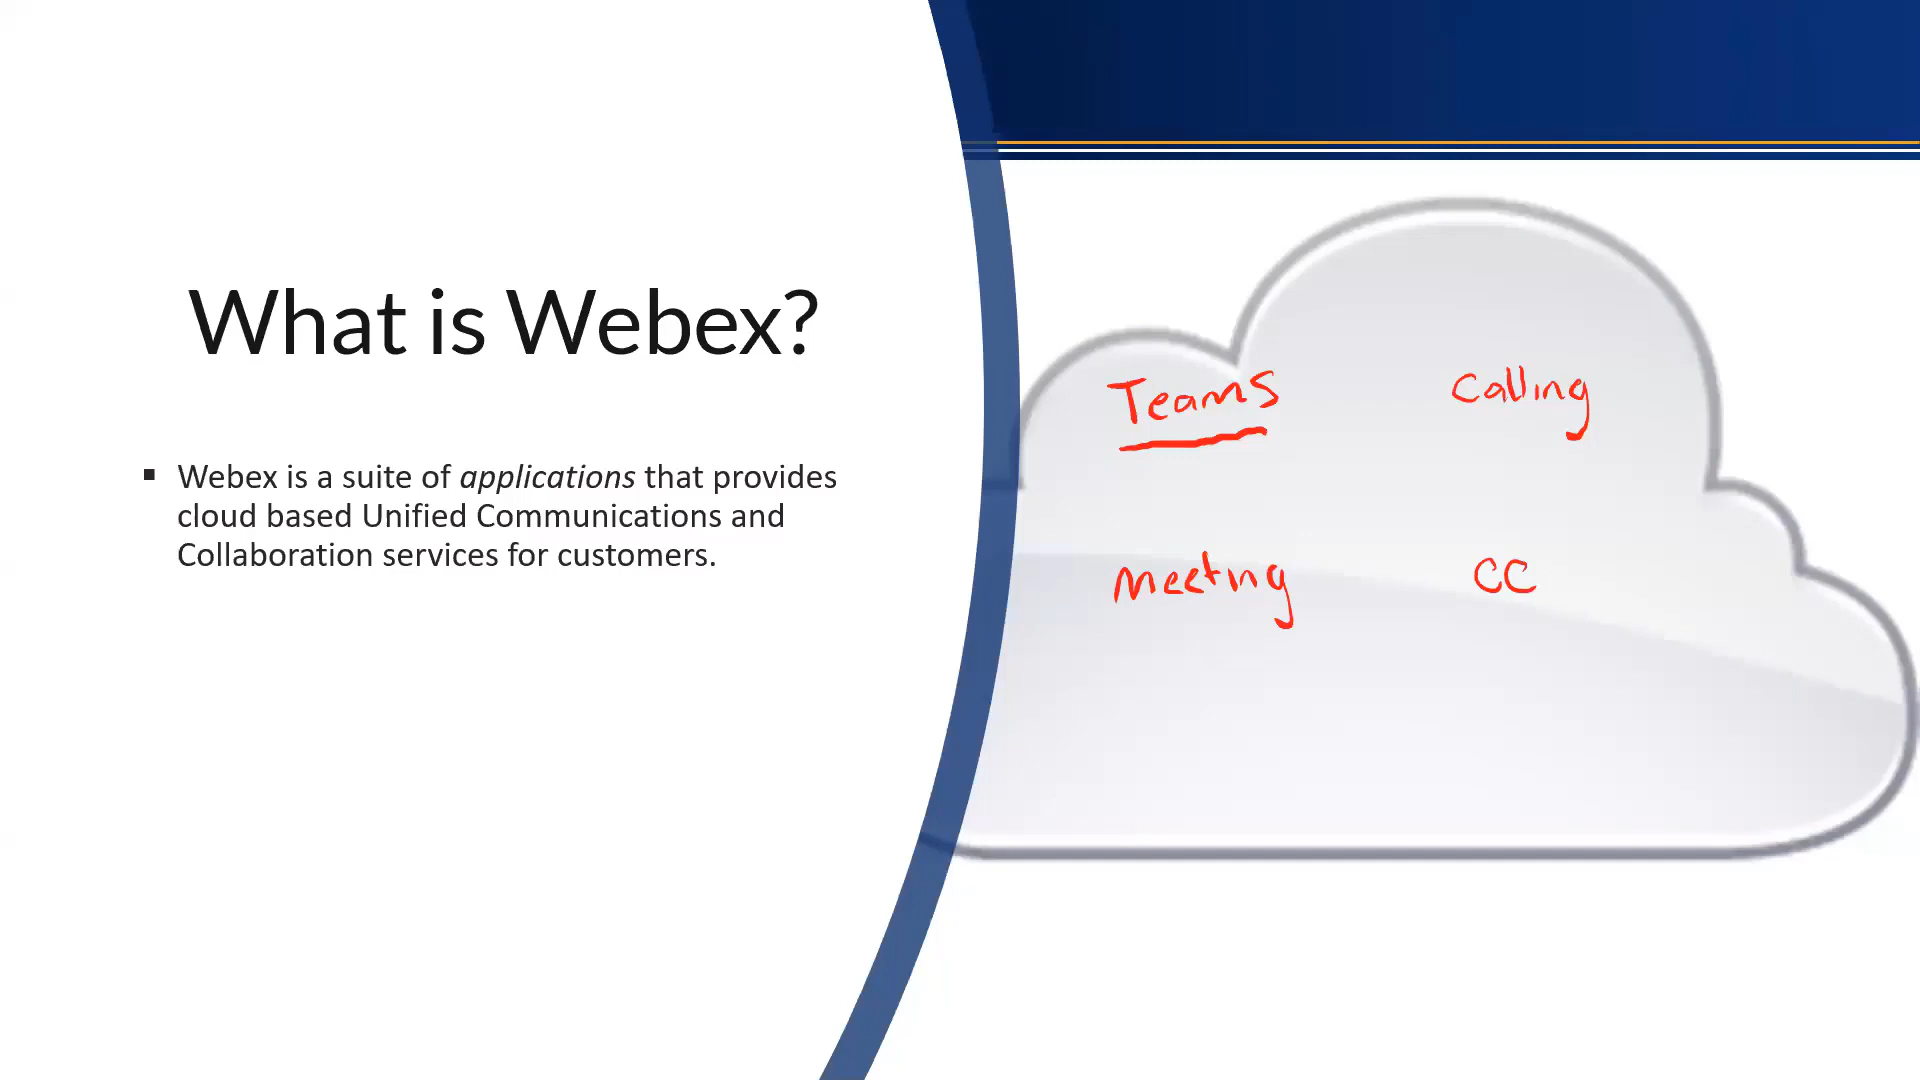 What is Webex?
▪ Webex is a suite of applications that provides
cloud based Unified Communications and
Collaboration services for customers.
Teams
Calling
Meeting
CC